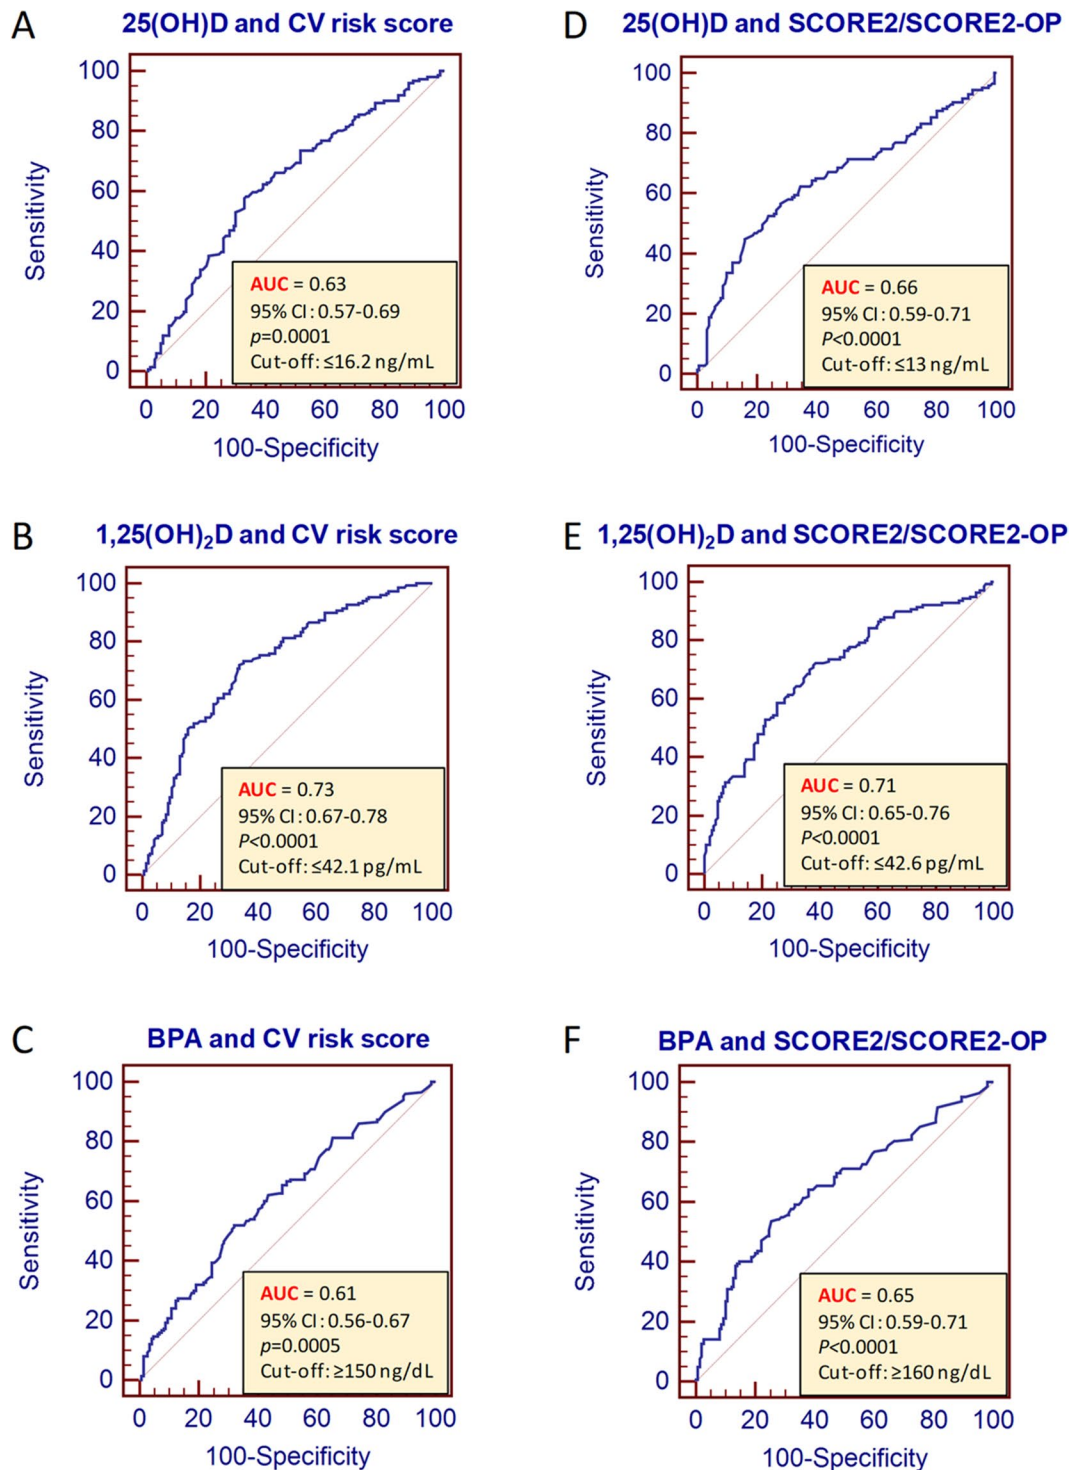 A
25(OH)D and CV risk score
100
80
60
40
20
0
Sensitivity
AUC = 0.63
95% CI: 0.57-0.69
p=0.0001
Cut-off: ≤16.2 ng/mL
0 20 40 60 80 100
100-Specificity
D
25(OH)D and SCORE2/SCORE2-OP
100
80
60
40
20
0
Sensitivity
AUC = 0.66
95% CI: 0.59-0.71
P<0.0001
Cut-off: ≤13 ng/mL
0 20 40 60 80 100
100-Specificity
B
1,25(OH)₂D and CV risk score
100
80
60
40
20
0
Sensitivity
AUC = 0.73
95% CI: 0.67-0.78
P<0.0001
Cut-off: ≤42.1 pg/mL
0 20 40 60 80 100
100-Specificity
E
1,25(OH)₂D and SCORE2/SCORE2-OP
100
80
60
40
20
0
Sensitivity
AUC = 0.71
95% CI: 0.65-0.76
P<0.0001
Cut-off: ≤42.6 pg/mL
0 20 40 60 80 100
100-Specificity
C
BPA and CV risk score
100
80
60
40
20
0
Sensitivity
AUC = 0.61
95% CI: 0.56-0.67
p=0.0005
Cut-off: ≥150 ng/dL
0 20 40 60 80 100
100-Specificity
F
BPA and SCORE2/SCORE2-OP
100
80
60
40
20
0
Sensitivity
AUC = 0.65
95% CI: 0.59-0.71
P<0.0001
Cut-off: ≥160 ng/dL
0 20 40 60 80 100
100-Specificity